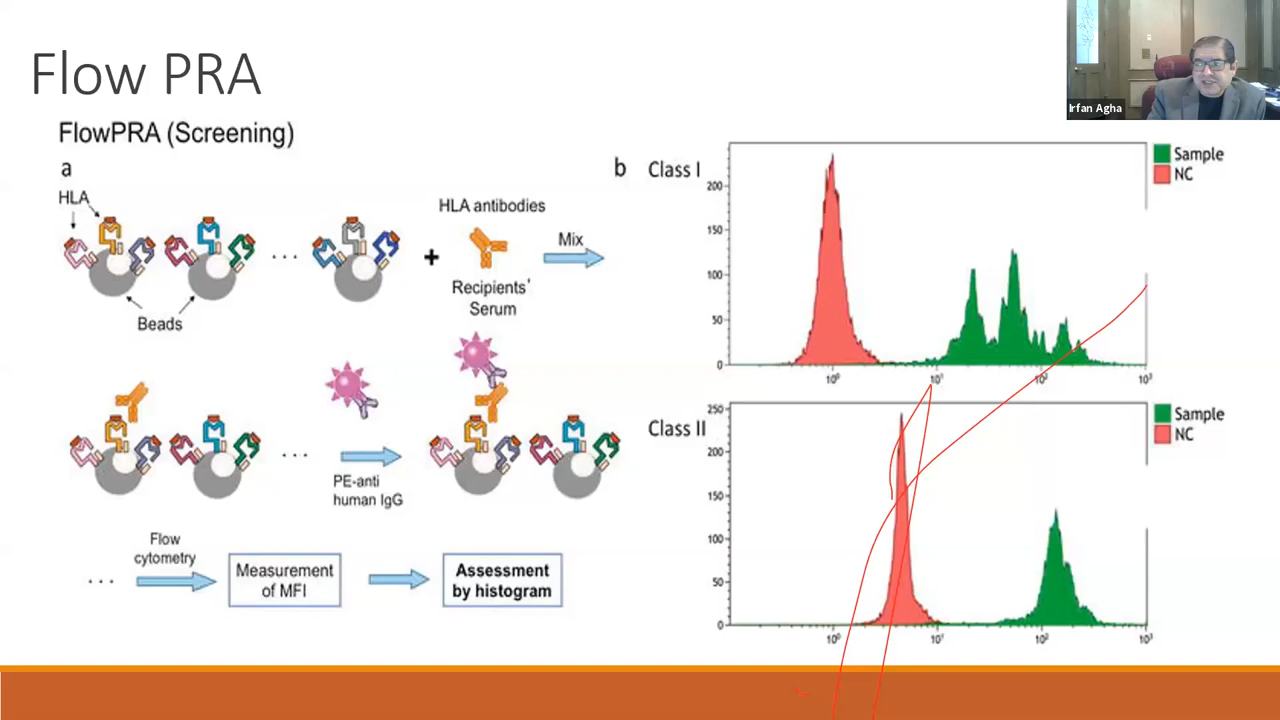 Flow PRA
Irfan Agha
FlowPRA (Screening)
a
HLA
Beads
...
+
HLA antibodies
Recipients'
Serum
Mix
...
PE-anti
human IgG
...
Flow
cytometry
Measurement
of MFI
Assessment
by histogram
b
Class I
200
150
100
50
0
10⁰
10¹
10²
10³
Sample
NC
Class II
250
200
150
100
50
0
10⁰
10¹
10²
10³
Sample
NC